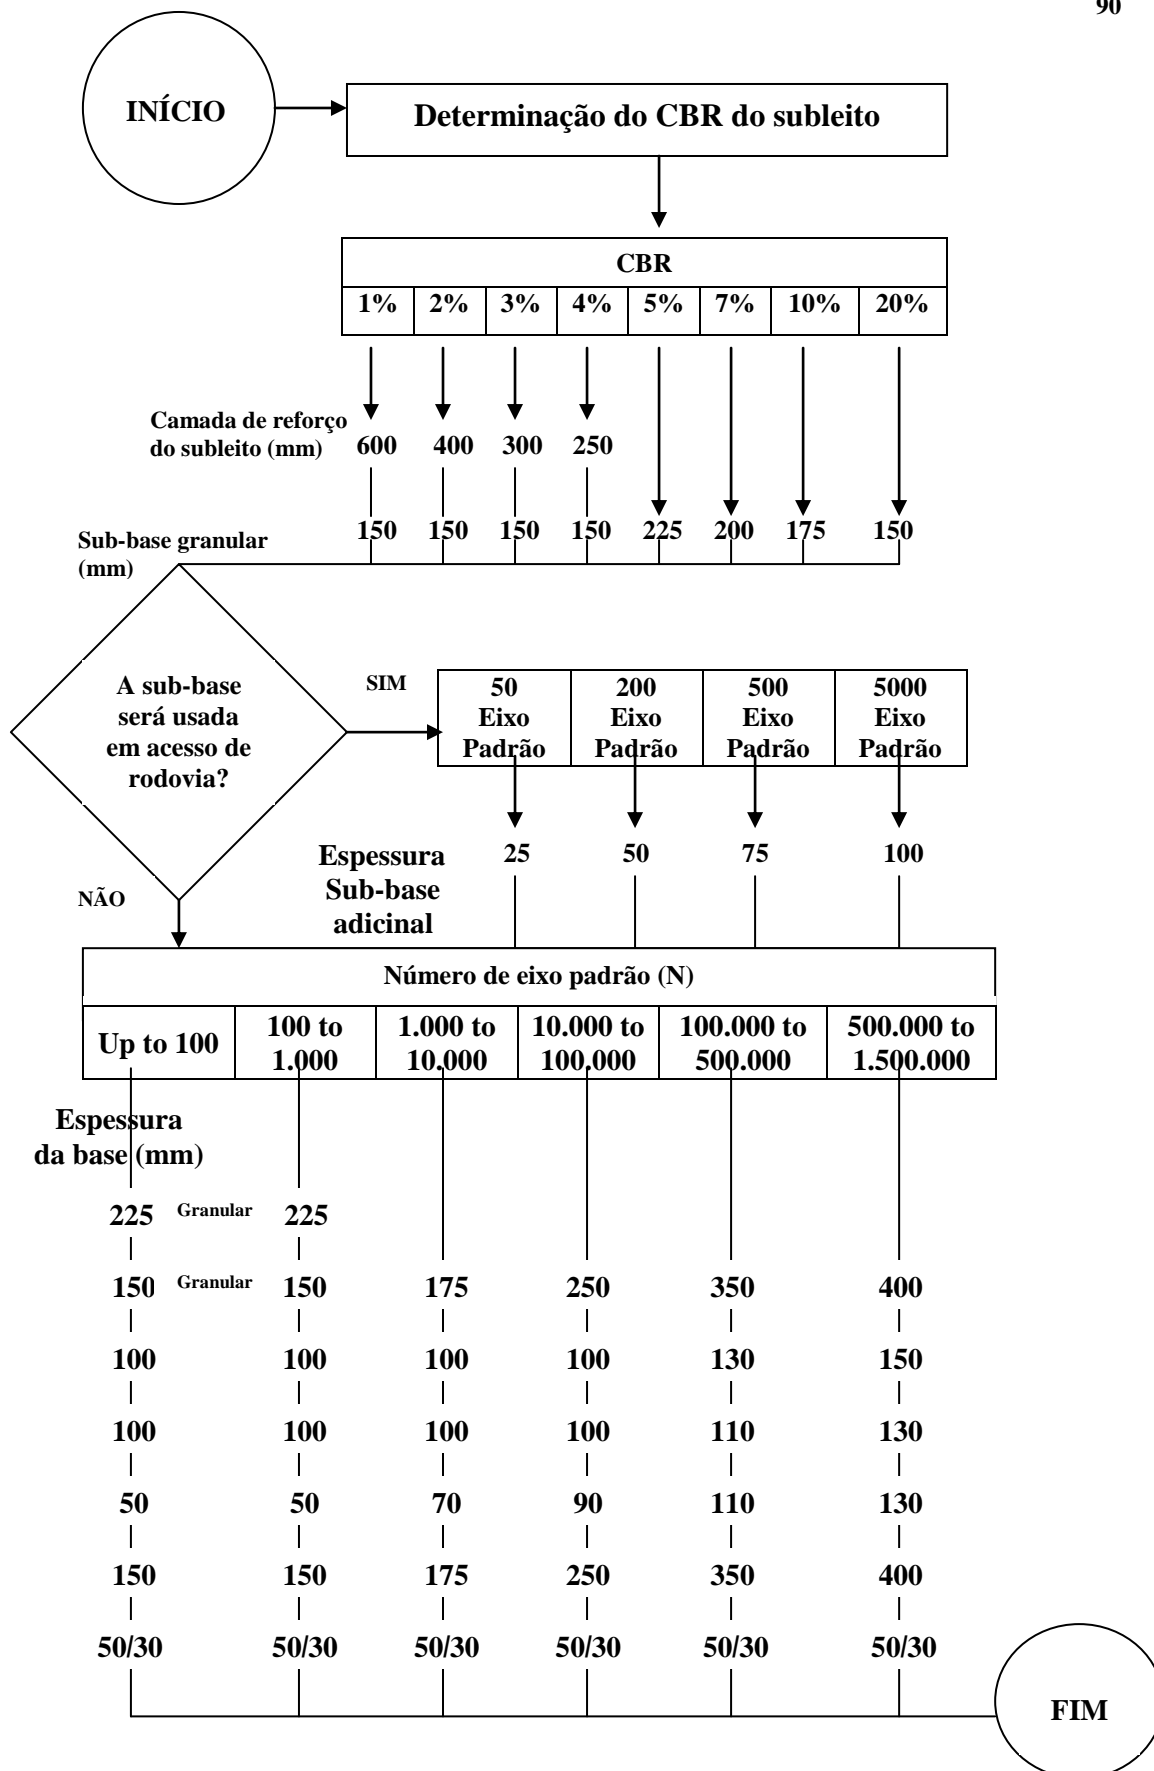 90
INÍCIO
Determinação do CBR do subleito
CBR
1% 2% 3% 4% 5% 7% 10% 20%
Camada de reforço
do subleito (mm) 600 400 300 250
Sub-base granular
(mm)
150 150 150 150 225 200 175 150
A sub-base
será usada
em acesso de
rodovia?
SIM
50 200 500 5000
Eixo Eixo Eixo Eixo
Padrão Padrão Padrão Padrão
Espessura
Sub-base
adicinal
25 50 75 100
NÃO
Número de eixo padrão (N)
Up to 100
100 to
1.000
1.000 to
10.000
10.000 to
100.000
100.000 to
500.000
500.000 to
1.500.000
Espessura
da base (mm)
225 Granular 225
150 Granular 150 175 250 350 400
100 100 100 100 130 150
100 100 100 100 110 130
50 50 70 90 110 130
150 150 175 250 350 400
50/30 50/30 50/30 50/30 50/30 50/30
FIM